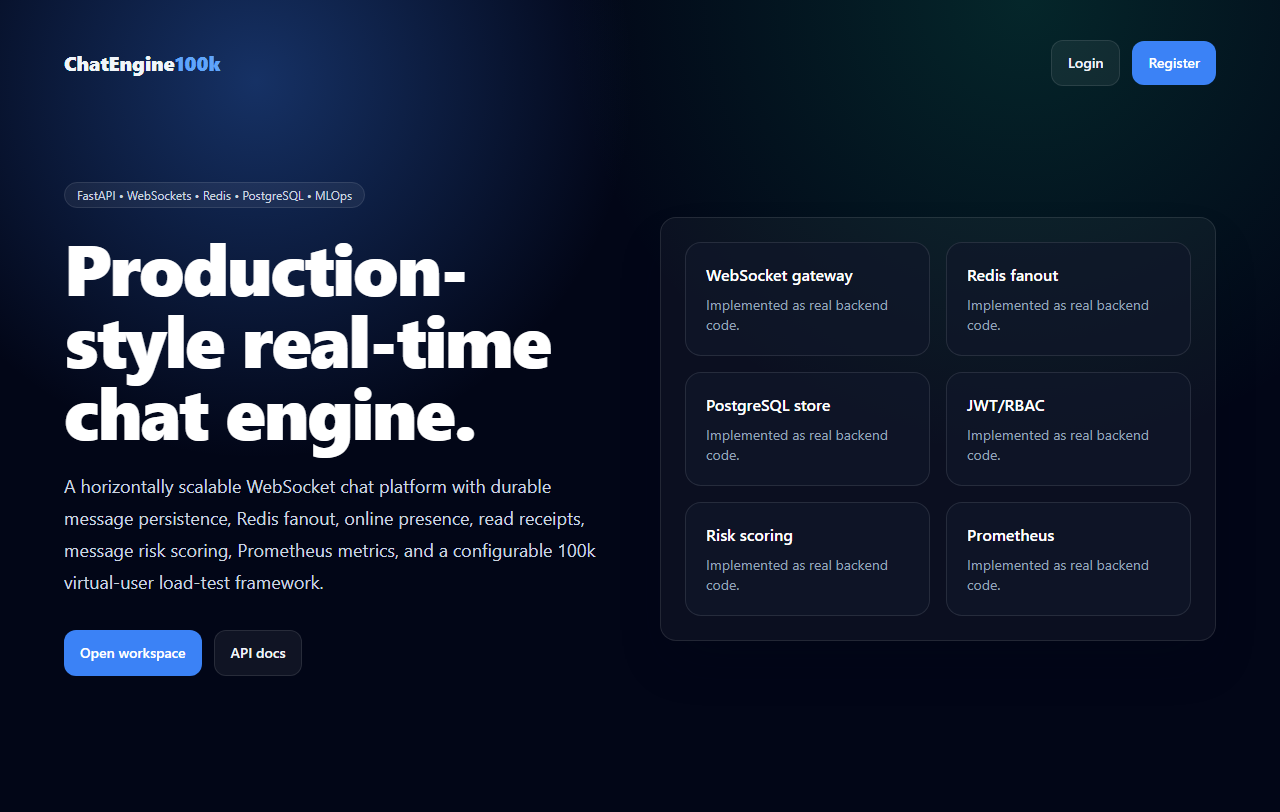 ChatEngine100k
Login
Register
FastAPI • WebSockets • Redis • PostgreSQL • MLOps
Production-
style real-time
chat engine.
A horizontally scalable WebSocket chat platform with durable
message persistence, Redis fanout, online presence, read receipts,
message risk scoring, Prometheus metrics, and a configurable 100k
virtual-user load-test framework.
Open workspace
API docs
WebSocket gateway
Implemented as real backend
code.
Redis fanout
Implemented as real backend
code.
PostgreSQL store
Implemented as real backend
code.
JWT/RBAC
Implemented as real backend
code.
Risk scoring
Implemented as real backend
code.
Prometheus
Implemented as real backend
code.